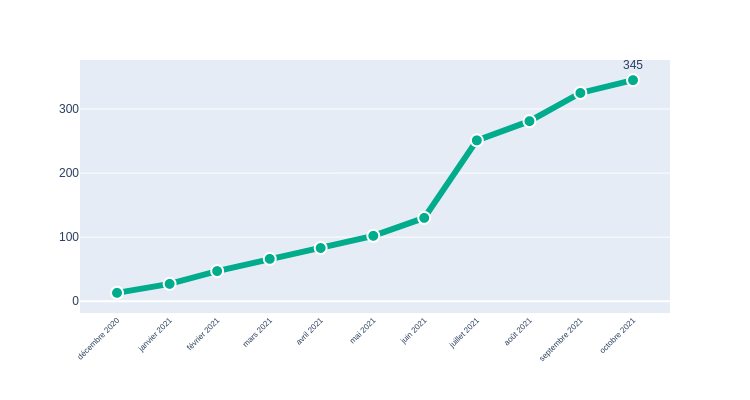 345
300
200
100
0
décembre 2020
janvier 2021
février 2021
mars 2021
avril 2021
mai 2021
juin 2021
juillet 2021
août 2021
septembre 2021
octobre 2021